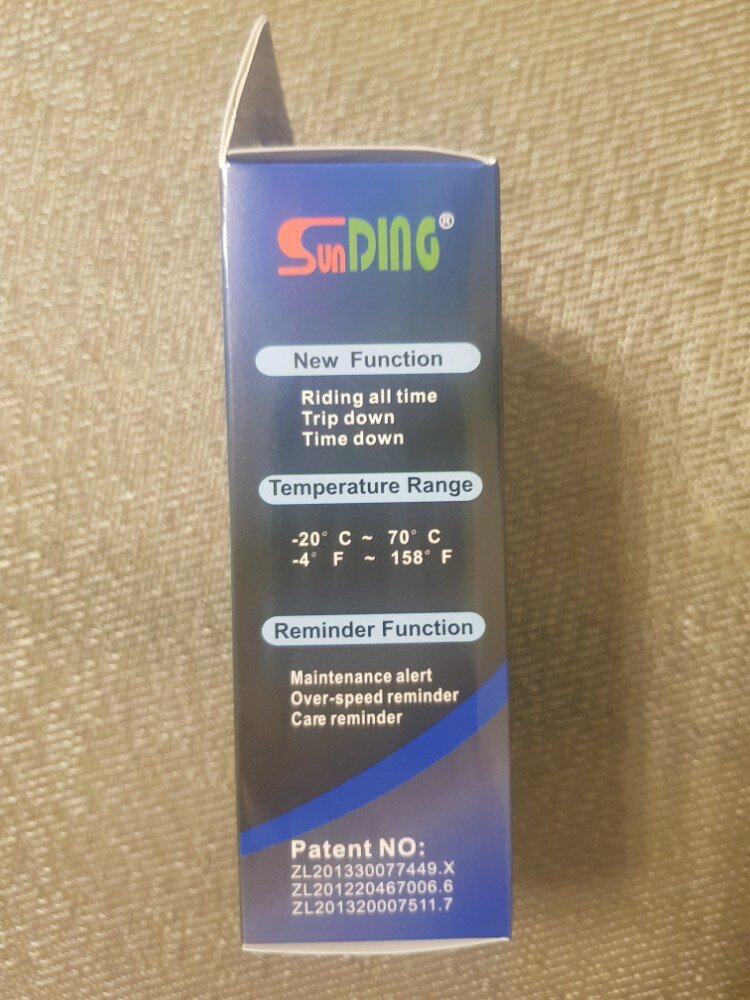 SunDING®
New Function
Riding all time
Trip down
Time down
Temperature Range
-20° C ~ 70° C
-4° F ~ 158° F
Reminder Function
Maintenance alert
Over-speed reminder
Care reminder
Patent NO:
ZL201330077449.X
ZL201220467006.6
ZL201320007511.7